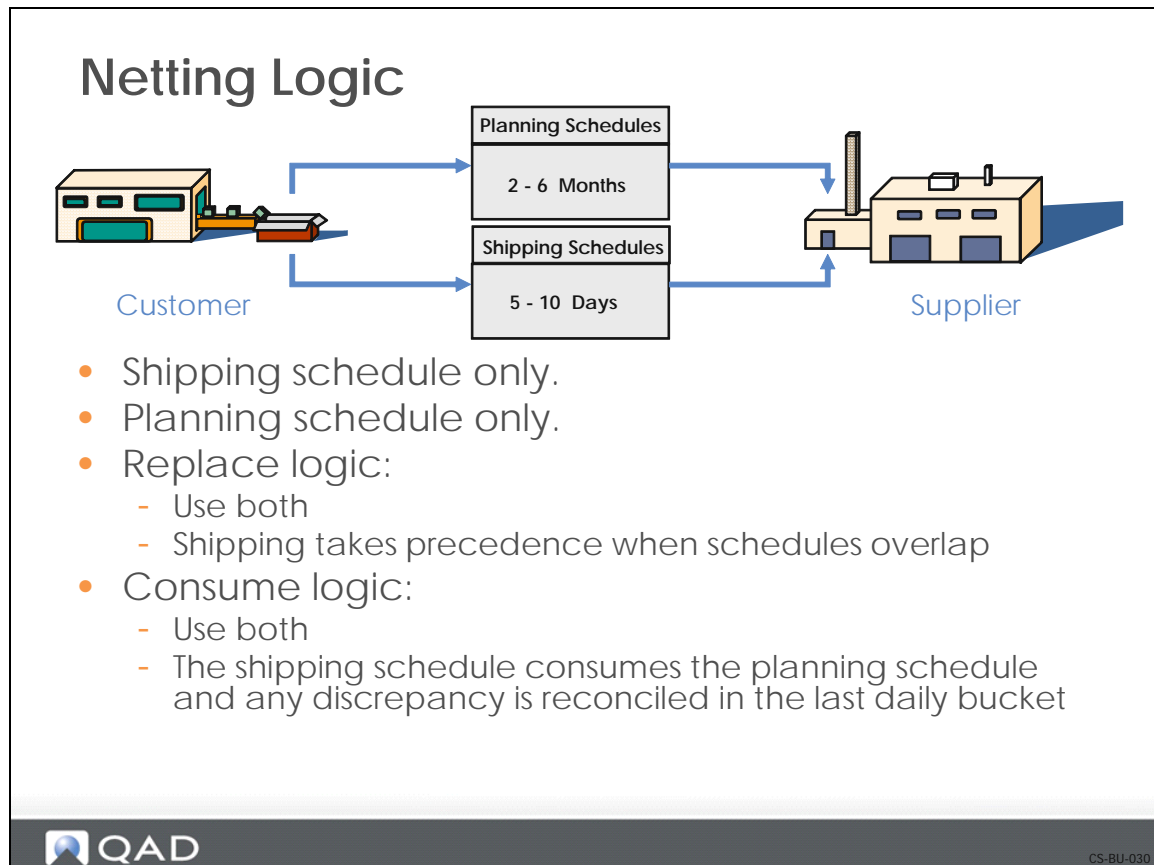 Netting Logic
Planning Schedules
2 - 6 Months
Shipping Schedules
5 - 10 Days
Customer
Supplier
• Shipping schedule only.
• Planning schedule only.
• Replace logic:
- Use both
- Shipping takes precedence when schedules overlap
• Consume logic:
- Use both
- The shipping schedule consumes the planning schedule
and any discrepancy is reconciled in the last daily bucket
QAD
CS-BU-030